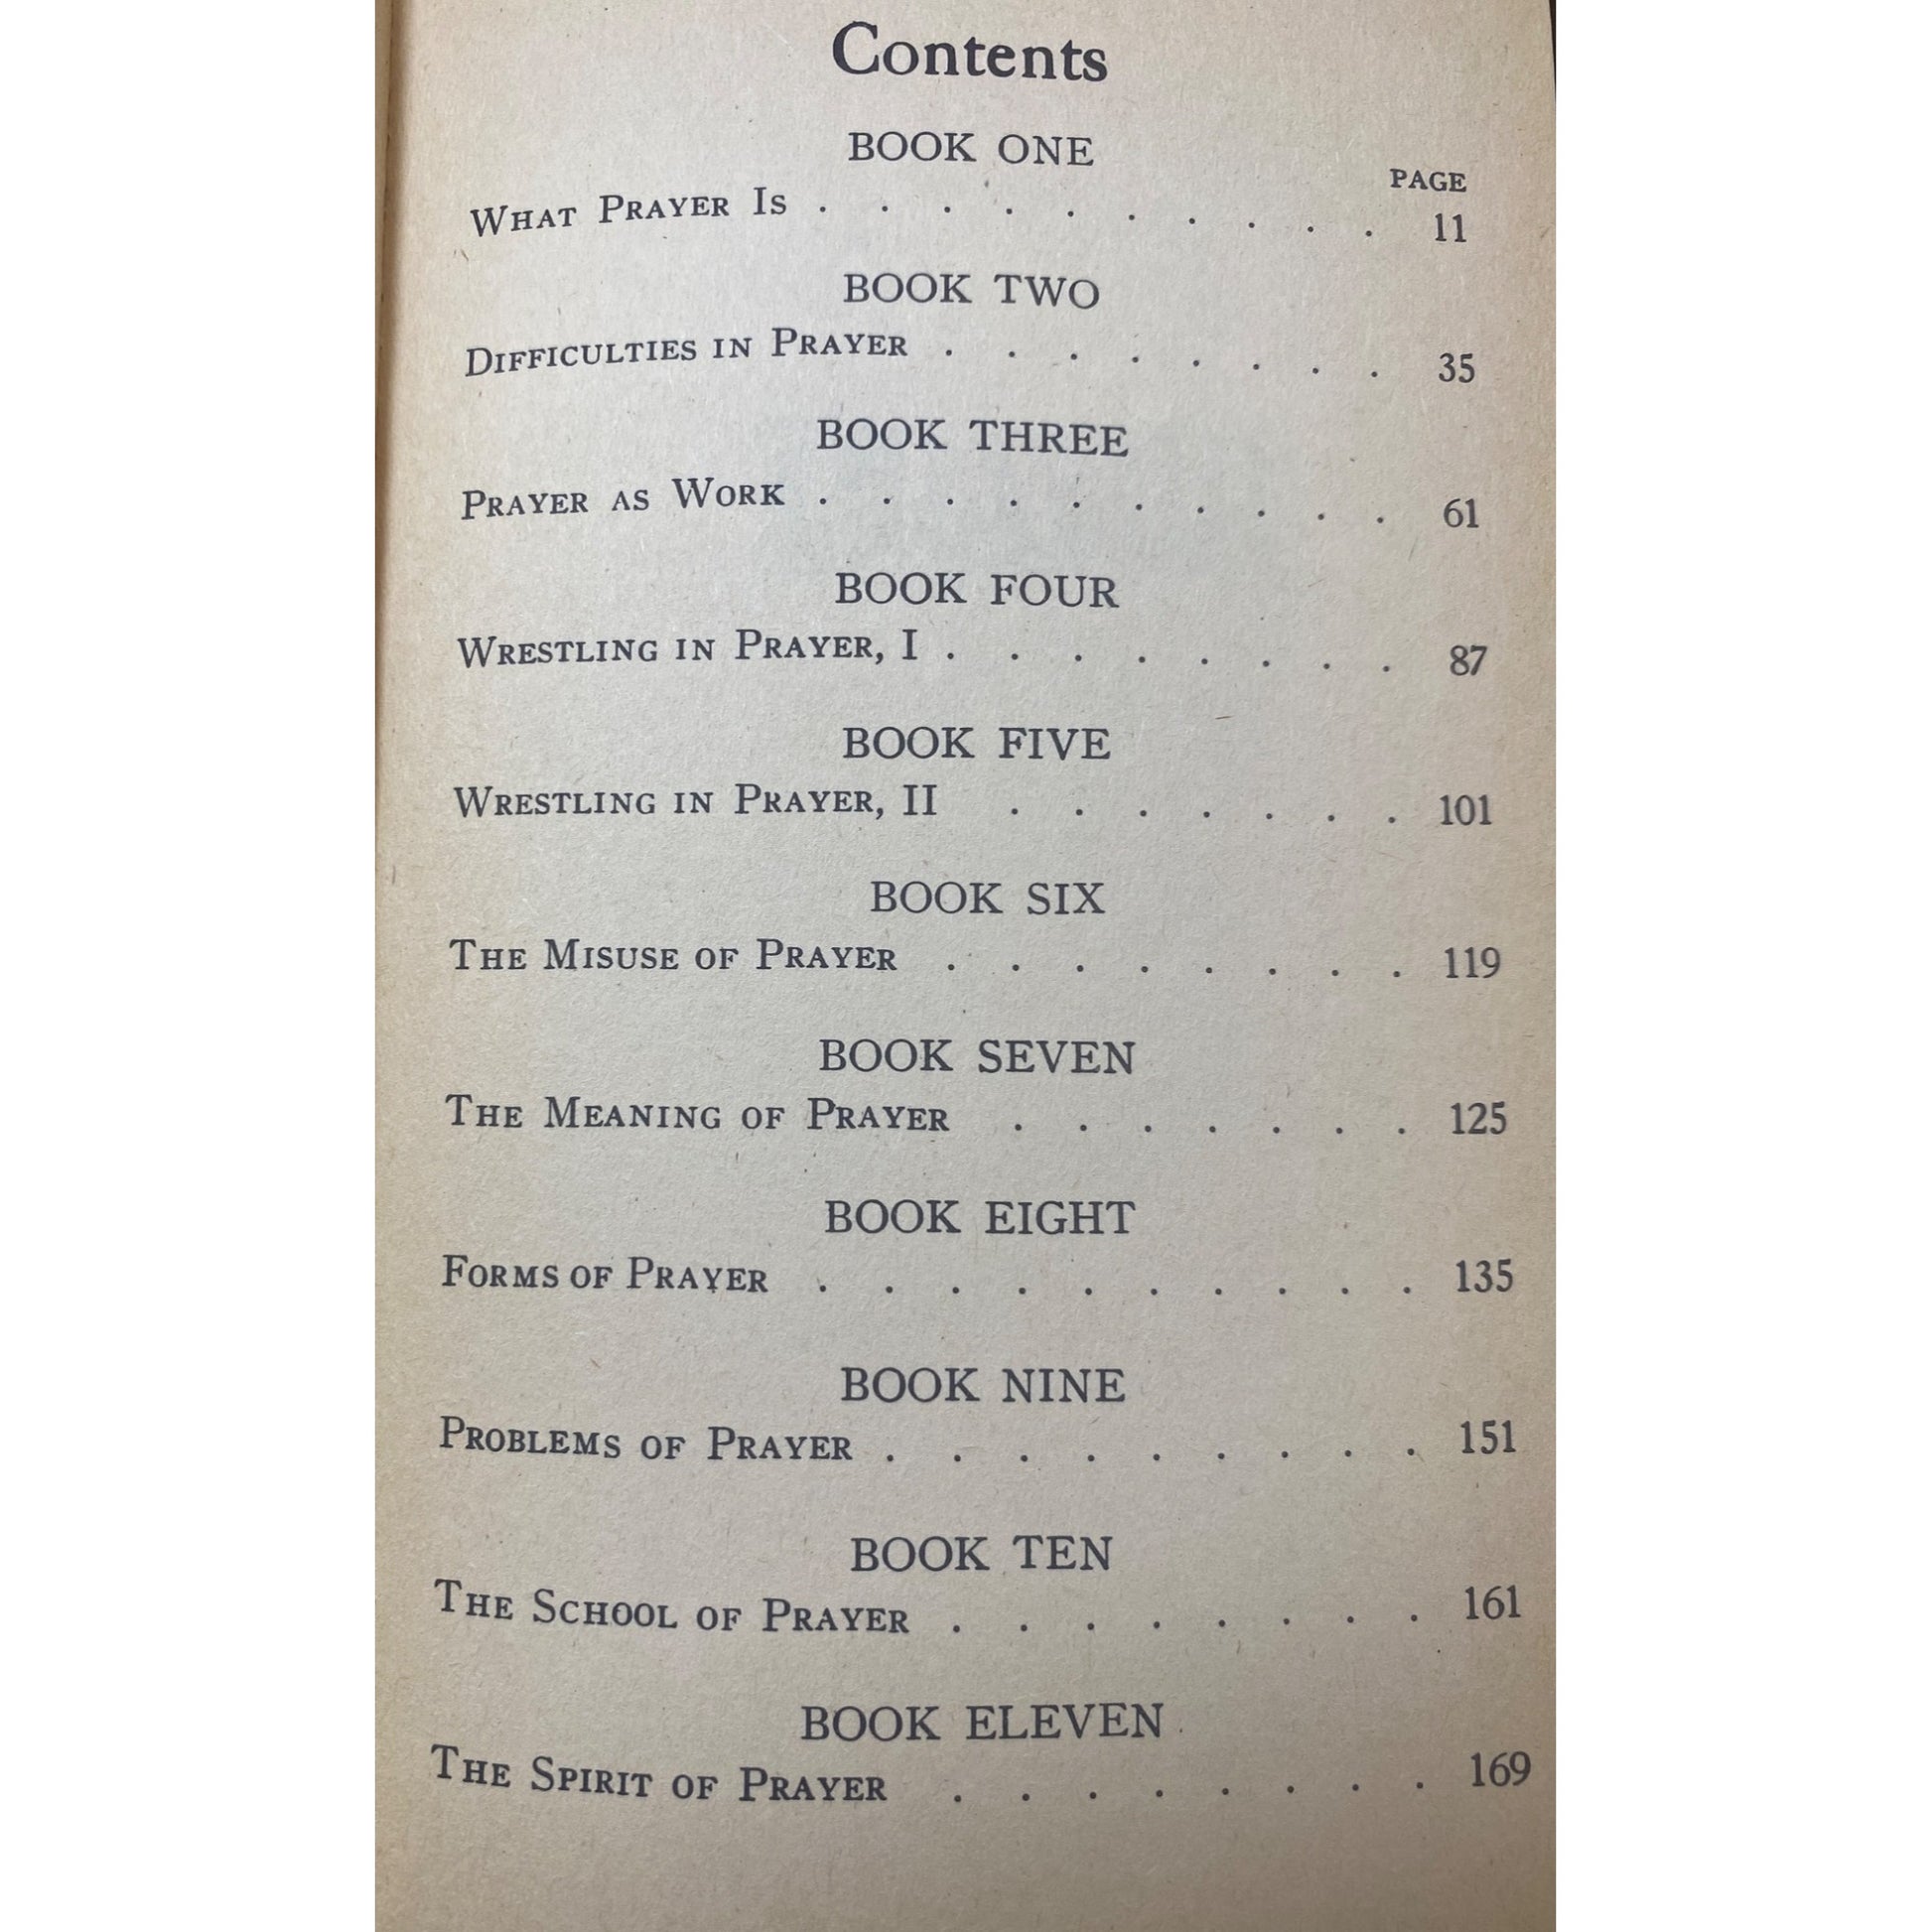 Contents
BOOK ONE
PAGE
WHAT PRAYER IS . . . . . . . . . . 11
BOOK TWO
DIFFICULTIES IN PRAYER . . . . . . . . 35
BOOK THREE
PRAYER AS WORK . . . . . . . . . . 61
BOOK FOUR
WRESTLING IN PRAYER, I . . . . . . . . 87
BOOK FIVE
WRESTLING IN PRAYER, II . . . . . . . 101
BOOK SIX
THE MISUSE OF PRAYER . . . . . . . . 119
BOOK SEVEN
THE MEANING OF PRAYER . . . . . . . 125
BOOK EIGHT
FORMS OF PRAYER . . . . . . . . . . 135
BOOK NINE
PROBLEMS OF PRAYER . . . . . . . . . 151
BOOK TEN
THE SCHOOL OF PRAYER . . . . . . . . 161
BOOK ELEVEN
THE SPIRIT OF PRAYER . . . . . . . . 169